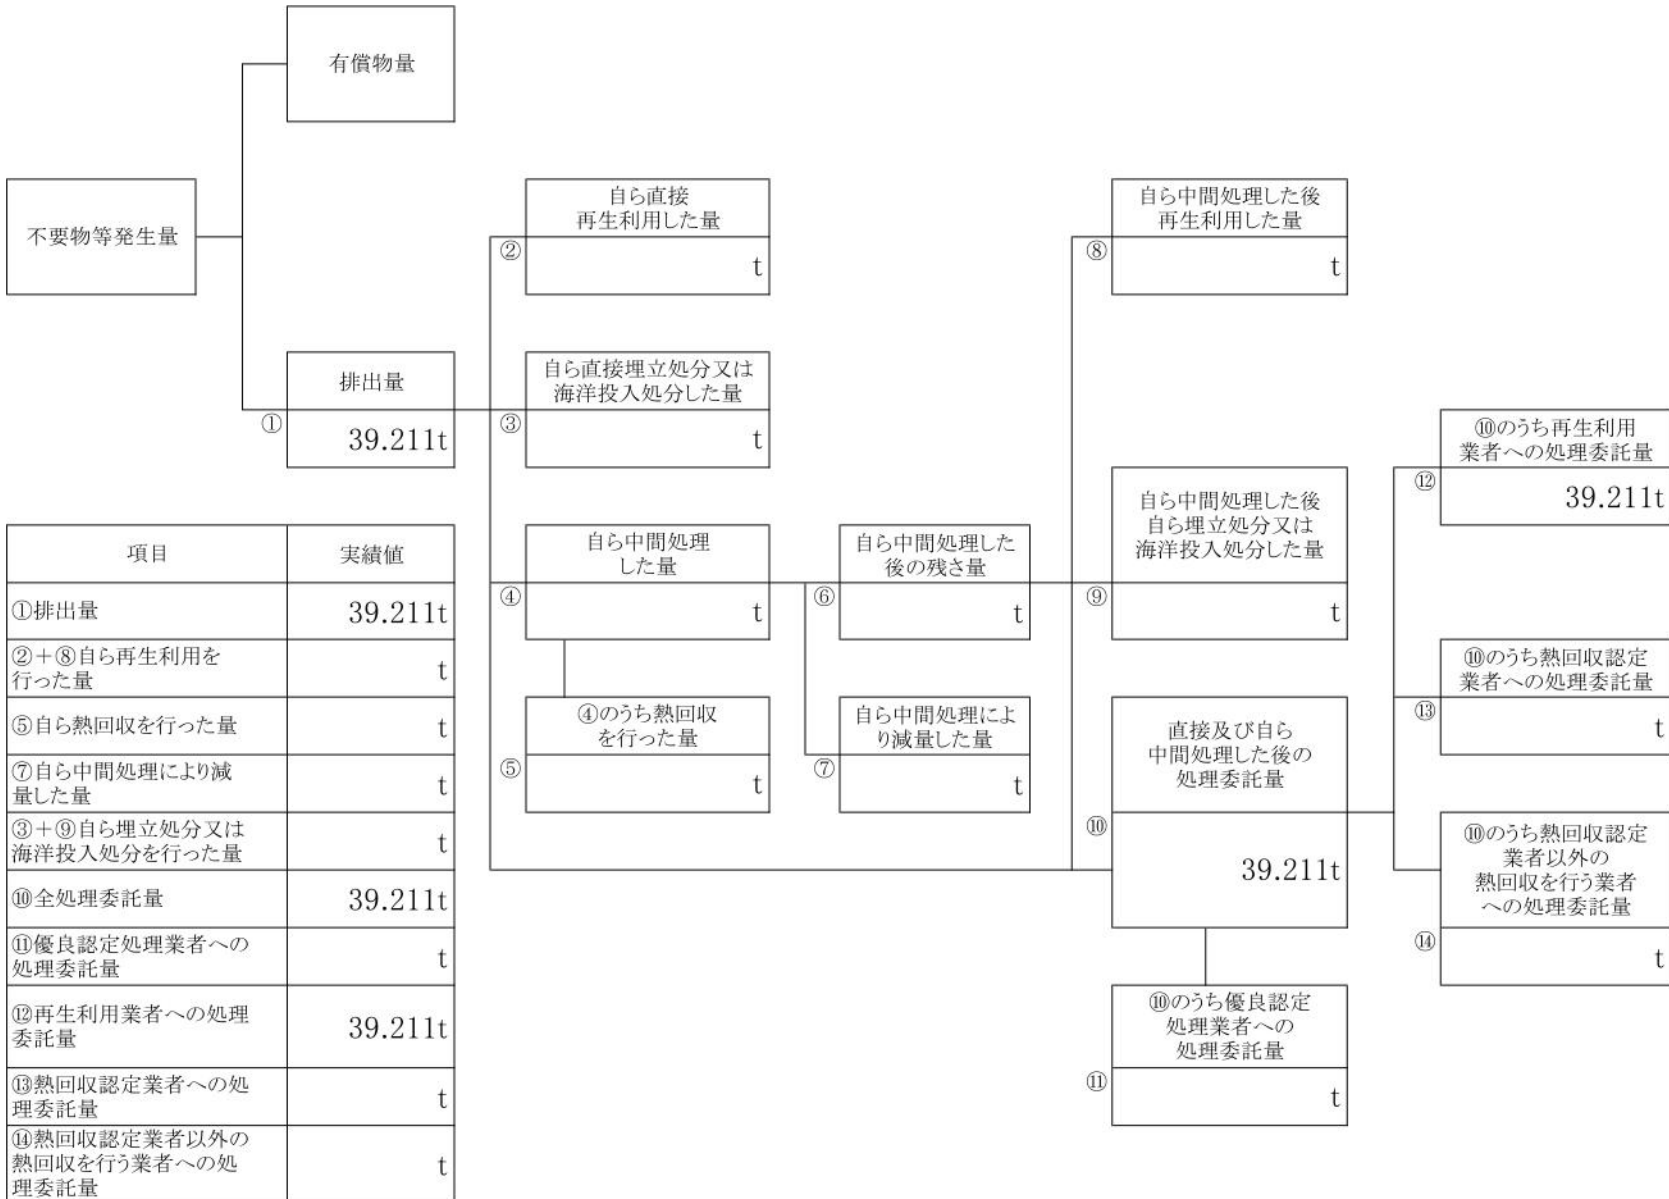 有償物量
不要物等発生量
自ら直接
再生利用した量
②
t
自ら中間処理した後
再生利用した量
⑧
t
排出量
①
39.211t
自ら直接埋立処分又は
海洋投入処分した量
③
t
⑩のうち再生利用
業者への処理委託量
⑫
39.211t
自ら中間処理
した量
④
t
自ら中間処理した
後の残さ量
⑥
t
自ら中間処理した後
自ら埋立処分又は
海洋投入処分した量
⑨
t
⑩のうち熱回収認定
業者への処理委託量
⑬
t
④のうち熱回収
を行った量
⑤
t
自ら中間処理によ
り減量した量
⑦
t
直接及び自ら
中間処理した後の
処理委託量
⑩
39.211t
⑩のうち熱回収認定
業者以外の
熱回収を行う業者
への処理委託量
⑭
t
⑩のうち優良認定
処理業者への
処理委託量
⑪
t
項目 実績値
①排出量 39.211t
②+⑧自ら再生利用を
行った量 t
⑤自ら熱回収を行った量 t
⑦自ら中間処理により減
量した量 t
③+⑨自ら埋立処分又は
海洋投入処分を行った量 t
⑩全処理委託量 39.211t
⑪優良認定処理業者への
処理委託量 t
⑫再生利用業者への処理
委託量 39.211t
⑬熱回収認定業者への処
理委託量 t
⑭熱回収認定業者以外の
熱回収を行う業者への処
理委託量 t